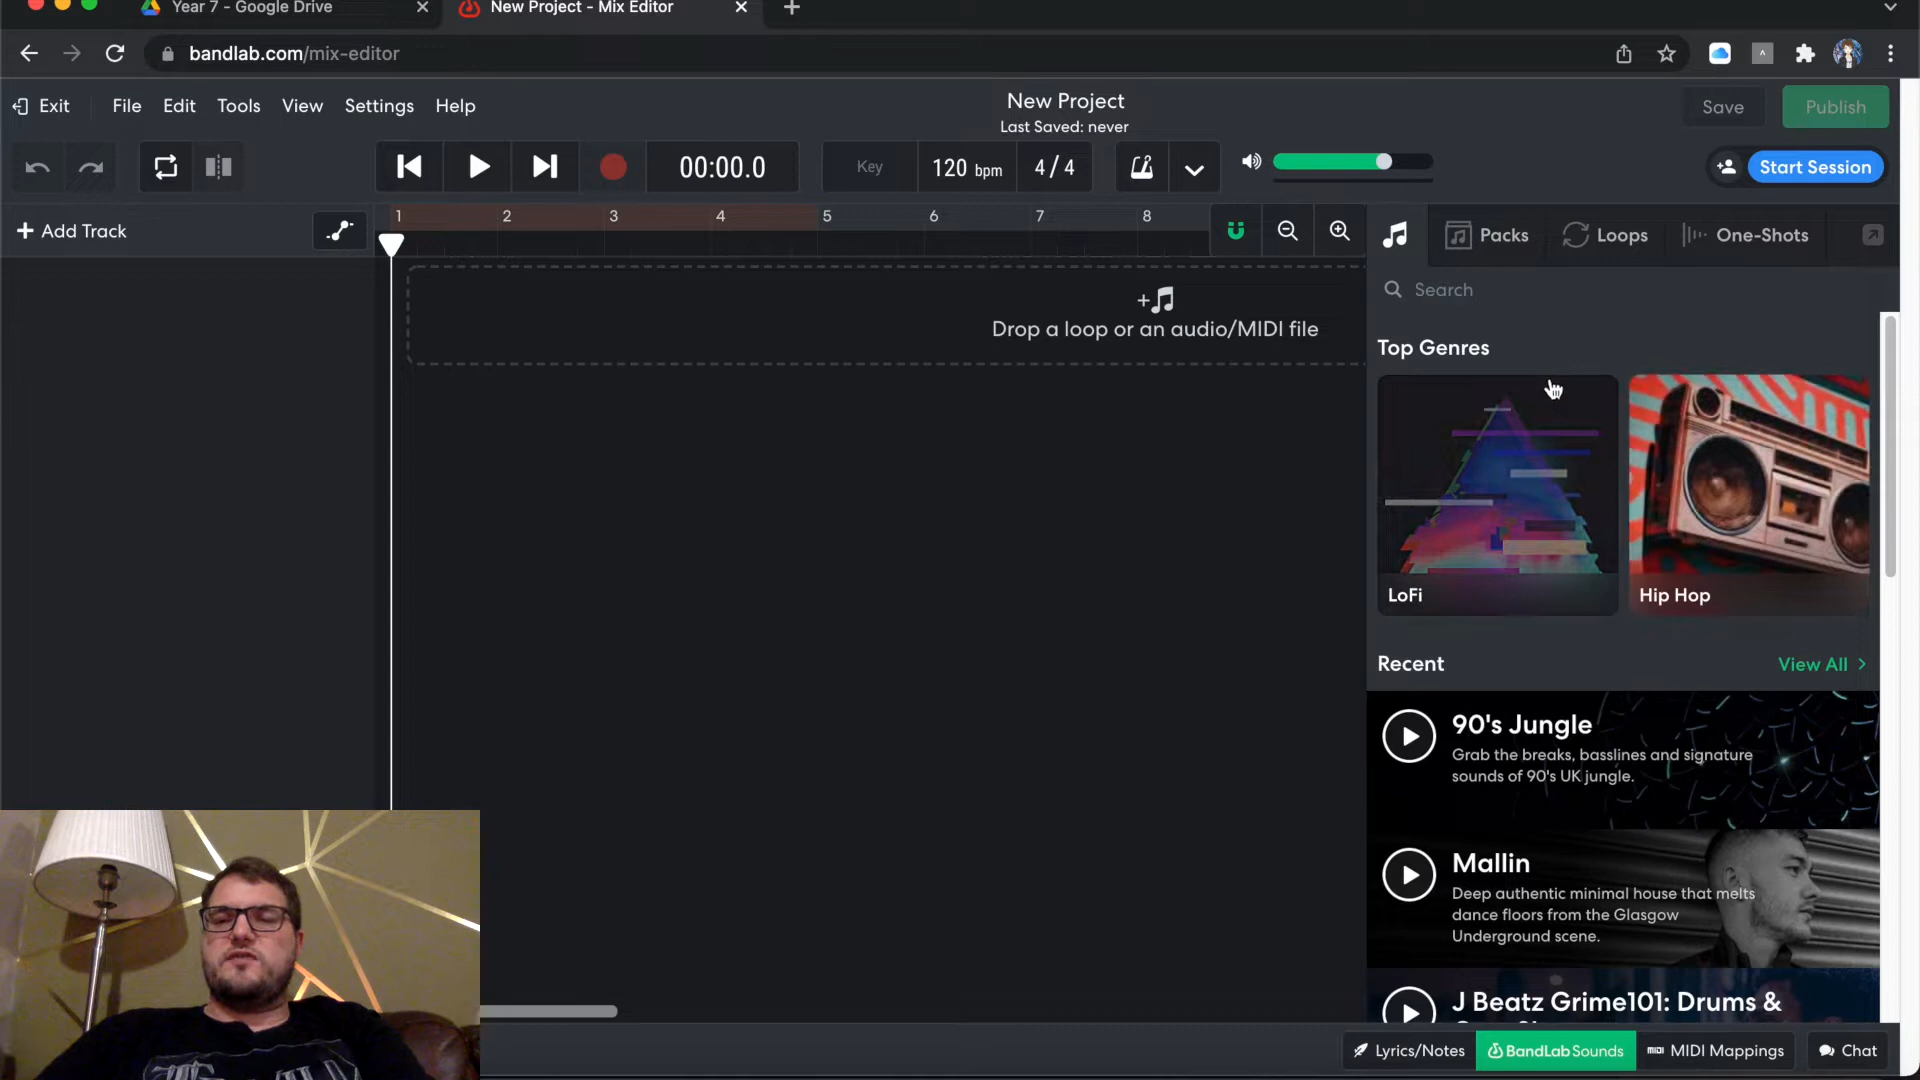 Year 7 - Google Drive
New Project - Mix Editor
bandlab.com/mix-editor
Exit
File
Edit
Tools
View
Settings
Help
New Project
Last Saved: never
Save
Publish
00:00.0
Key
120 bpm
4 / 4
Start Session
+ Add Track
1
2
3
4
5
6
7
8
Packs
Loops
One-Shots
Drop a loop or an audio/MIDI file
Search
Top Genres
LoFi
Hip Hop
Recent
View All
90's Jungle
Grab the breaks, basslines and signature
sounds of 90's UK jungle.
Mallin
Deep authentic minimal house that melts
dance floors from the Glasgow
Underground scene.
J Beatz Grime101: Drums &
Lyrics/Notes
BandLab Sounds
MIDI Mappings
Chat